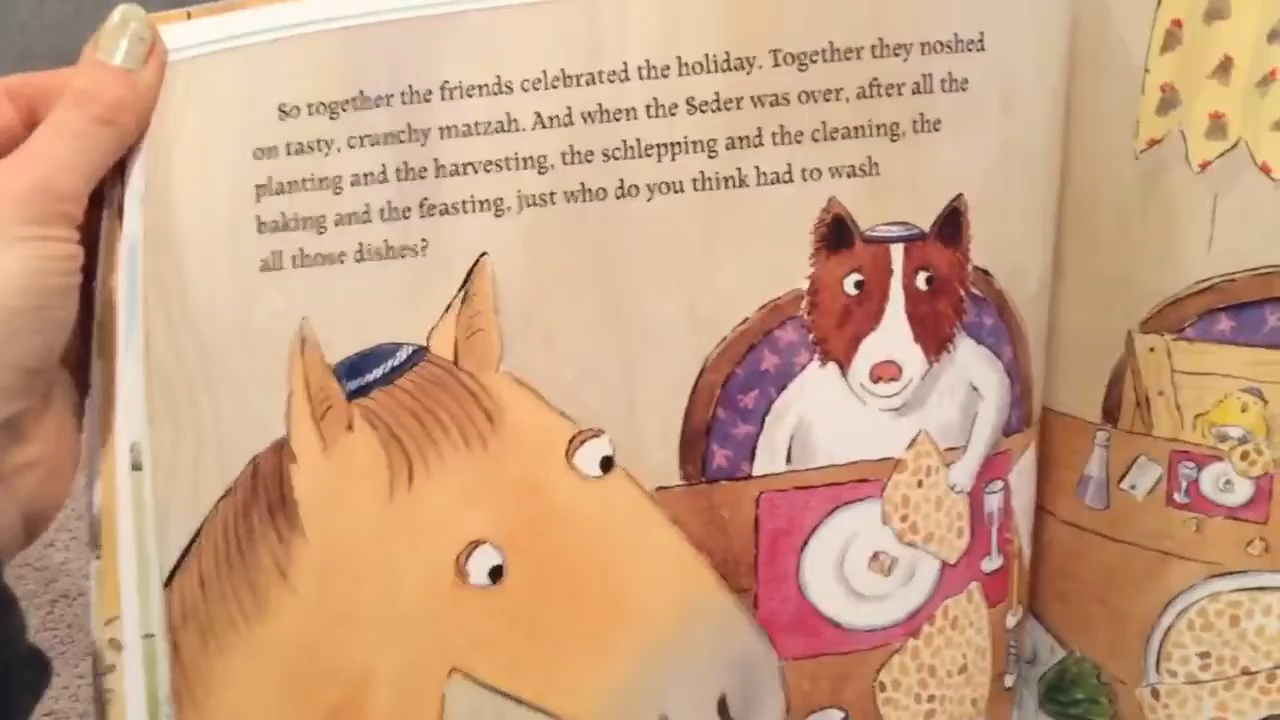 So together the friends celebrated the holiday. Together they noshed
on tasty, crunchy matzah. And when the Seder was over, after all the
planting and the harvesting, the schlepping and the cleaning, the
baking and the feasting, just who do you think had to wash
all those dishes?